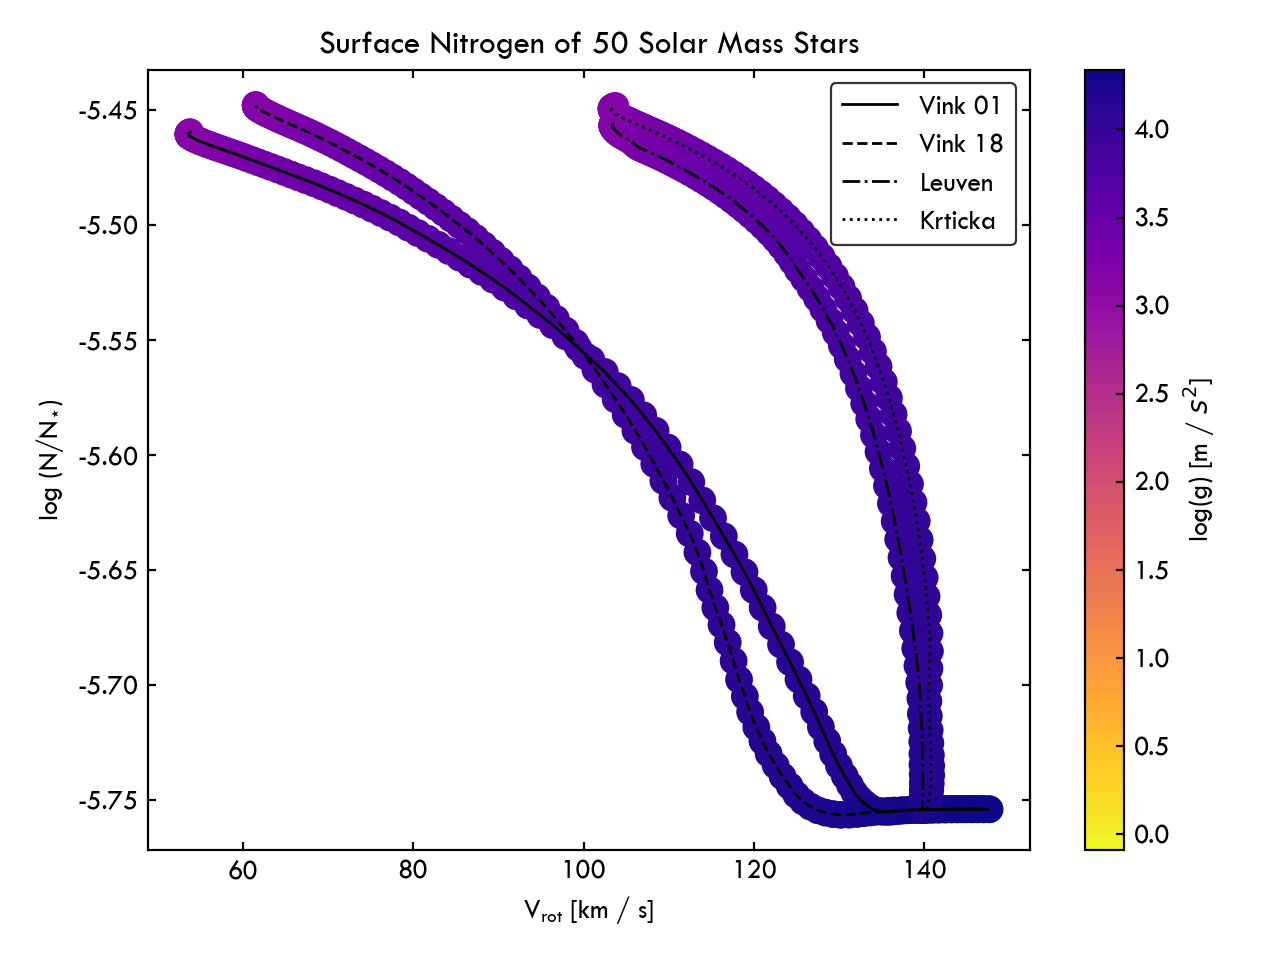 Surface Nitrogen of 50 Solar Mass Stars
-5.45
-5.50
-5.55
-5.60
-5.65
-5.70
-5.75
log (N/N⋆)
60
80
100
120
140
V_rot [km / s]
Vink 01
Vink 18
Leuven
Krticka
4.0
3.5
3.0
2.5
2.0
1.5
1.0
0.5
0.0
log(g) [m / s²]